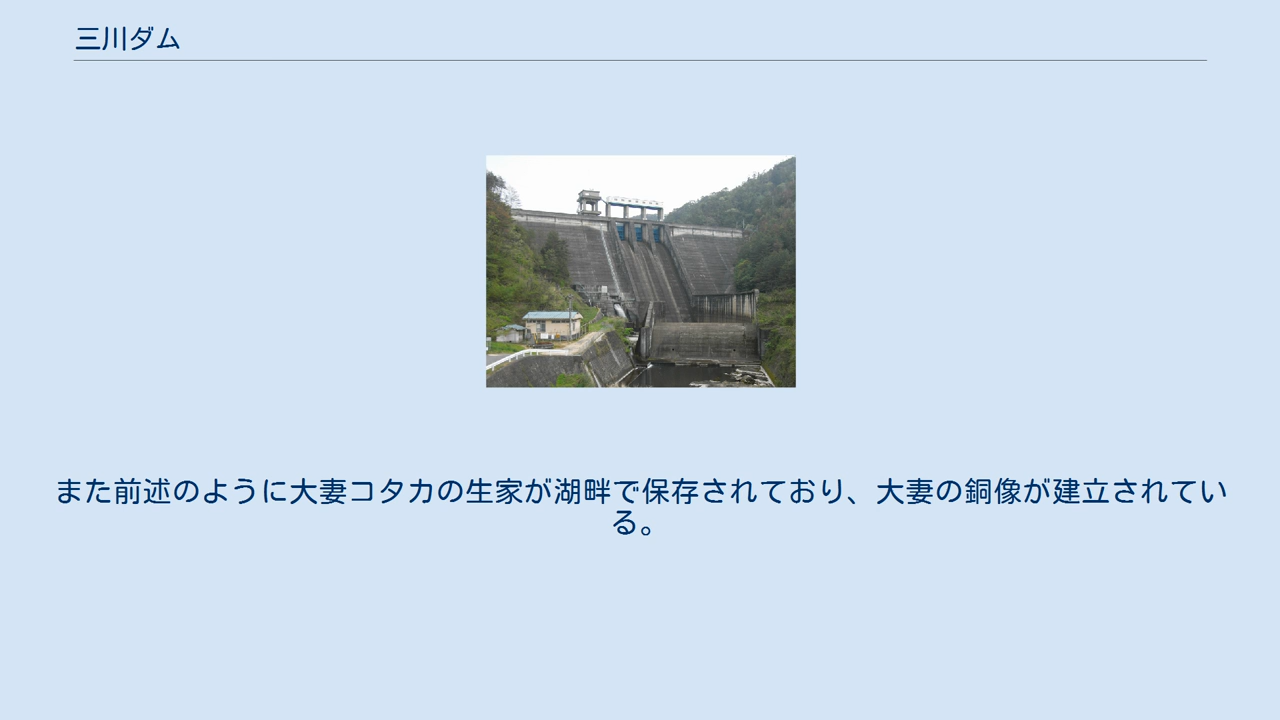 三川ダム
また前述のように大妻コタカの生家が湖畔で保存されており、大妻の銅像が建立されてい
る。